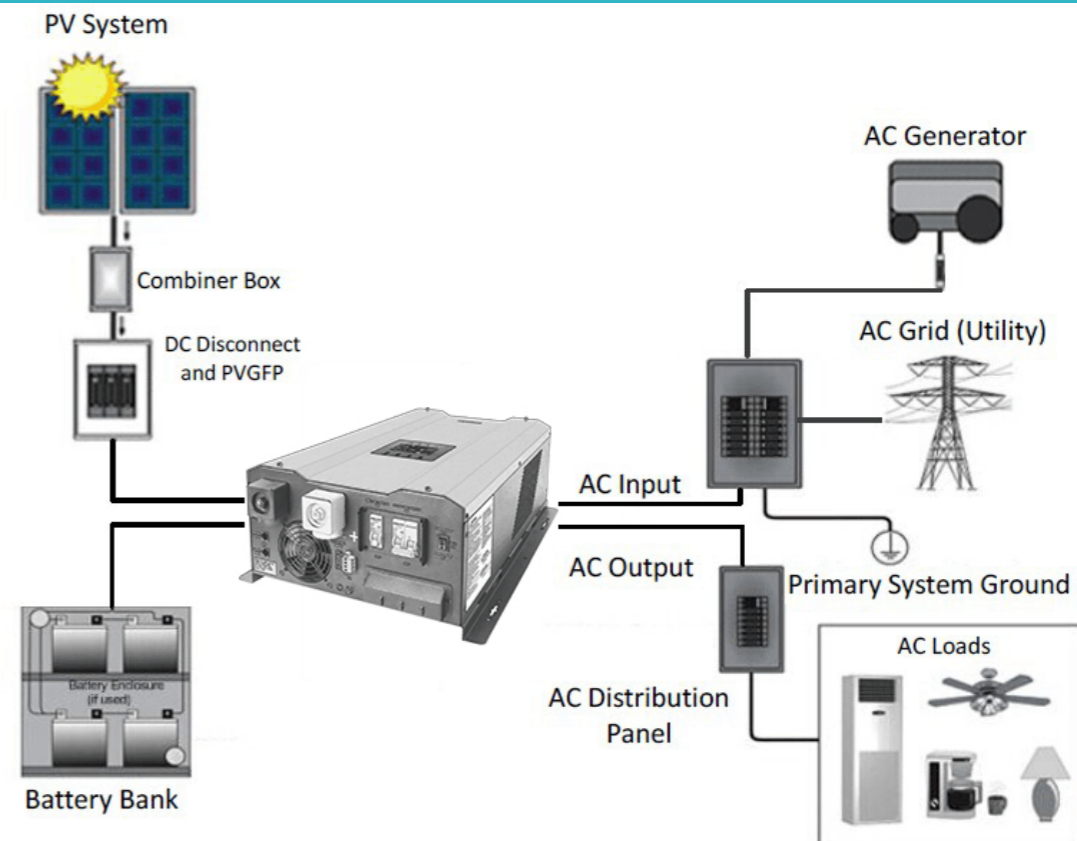 PV System
Combiner Box
DC Disconnect
and PVGFP
Battery Enclosure
(if used)
Battery Bank
AC Generator
AC Grid (Utility)
AC Input
AC Output
Primary System Ground
AC Distribution
Panel
AC Loads